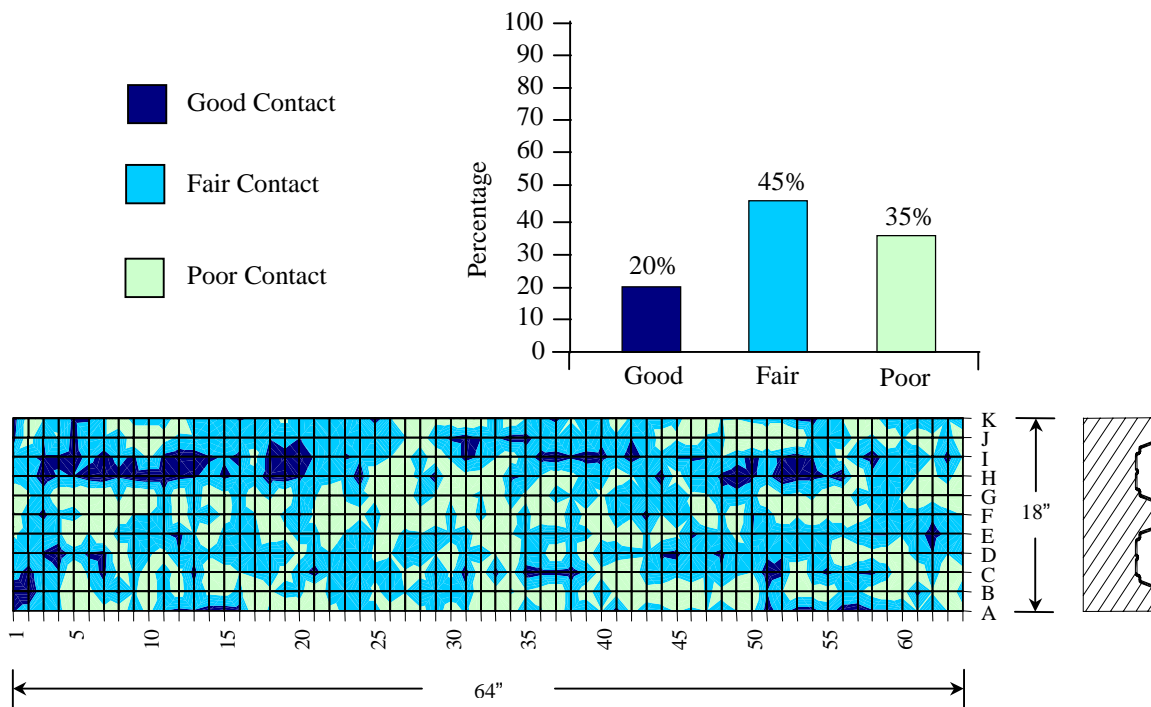 Good Contact
Fair Contact
Poor Contact
Percentage
100
90
80
70
60
50
40
30
20
10
0
20%
45%
35%
Good Fair Poor
K
J
I
H
G
F
E
D
C
B
A
1 5 10 15 20 25 30 35 40 45 50 55 60
64”
18”